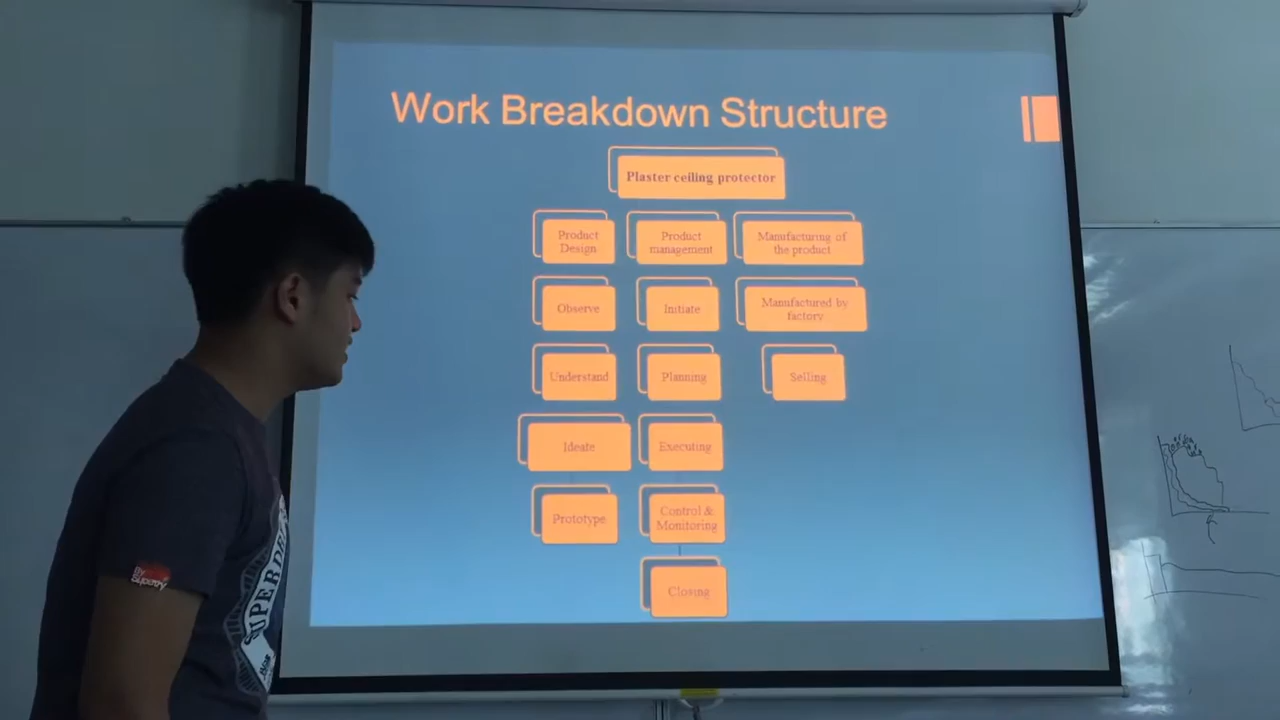 Work Breakdown Structure
Plaster ceiling protector
Product
Design
Product
management
Manufacturing of
the product
Observe
Initiate
Manufactured by
factory
Understand
Planning
Selling
Ideate
Executing
Prototype
Control &
Monitoring
Closing
By
Superdry